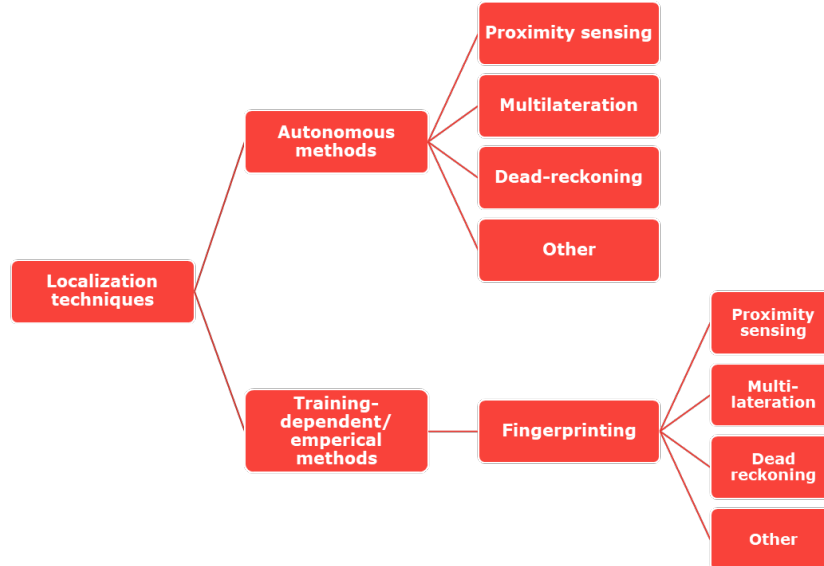 Proximity sensing
Multilateration
Autonomous
methods
Dead-reckoning
Other
Localization
techniques
Training-
dependent/
emperical
methods
Fingerprinting
Proximity
sensing
Multi-
lateration
Dead
reckoning
Other